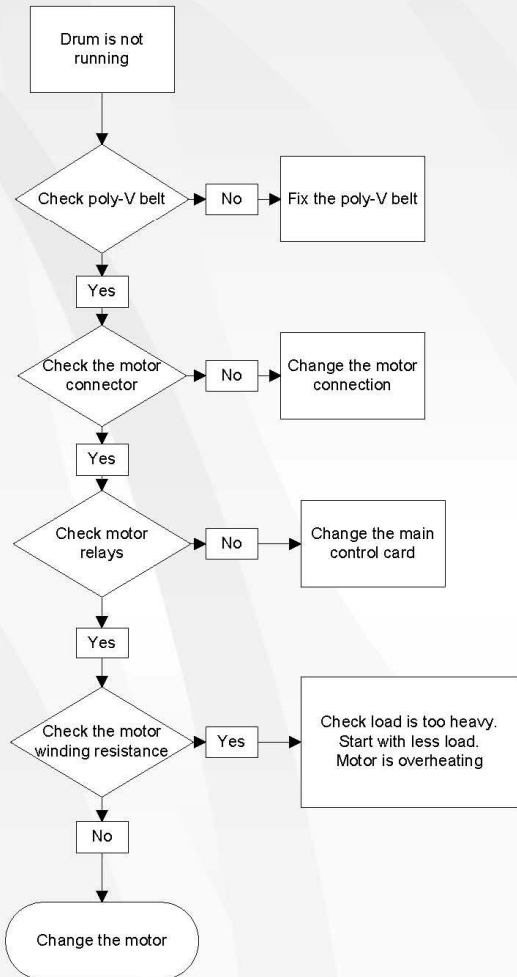 Drum is not
running
Check poly-V belt
No
Fix the poly-V belt
Yes
Check the motor
connector
No
Change the motor
connection
Yes
Check motor
relays
No
Change the main
control card
Yes
Check the motor
winding resistance
Yes
Check load is too heavy.
Start with less load.
Motor is overheating
No
Change the motor